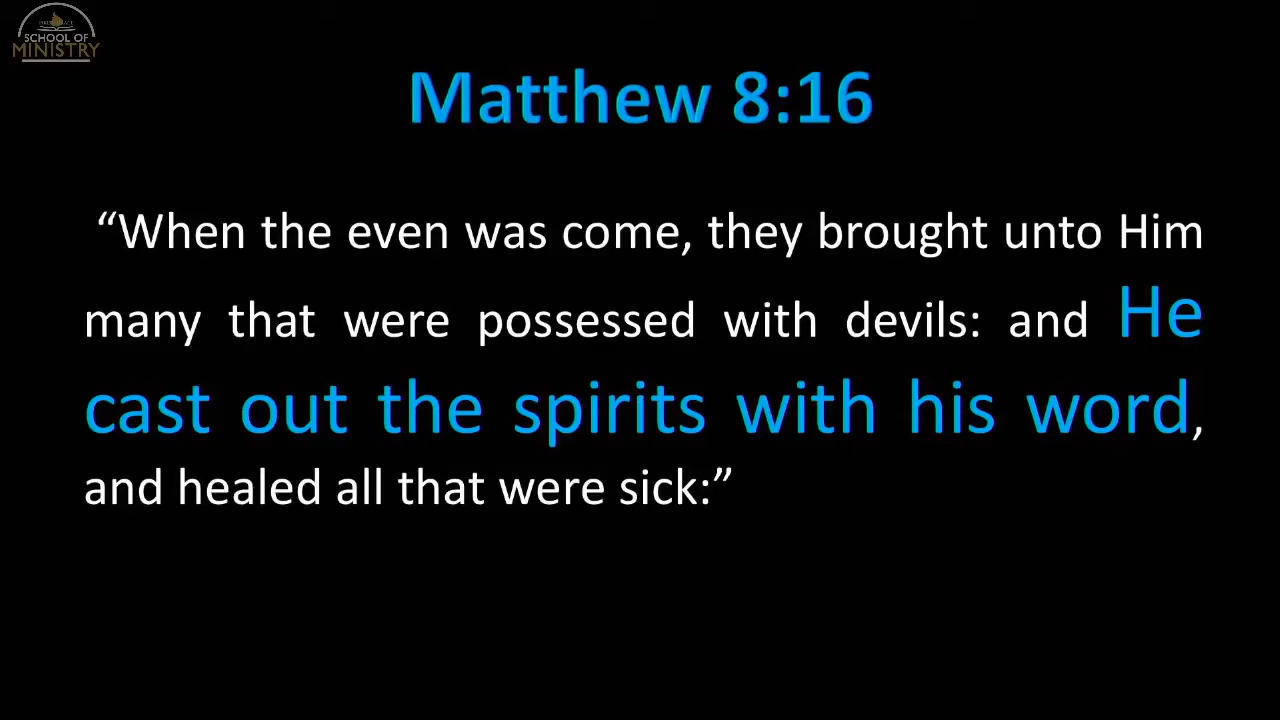 SCHOOL OF
MINISTRY
Matthew 8:16
“When the even was come, they brought unto Him
many that were possessed with devils: and He
cast out the spirits with his word,
and healed all that were sick:”